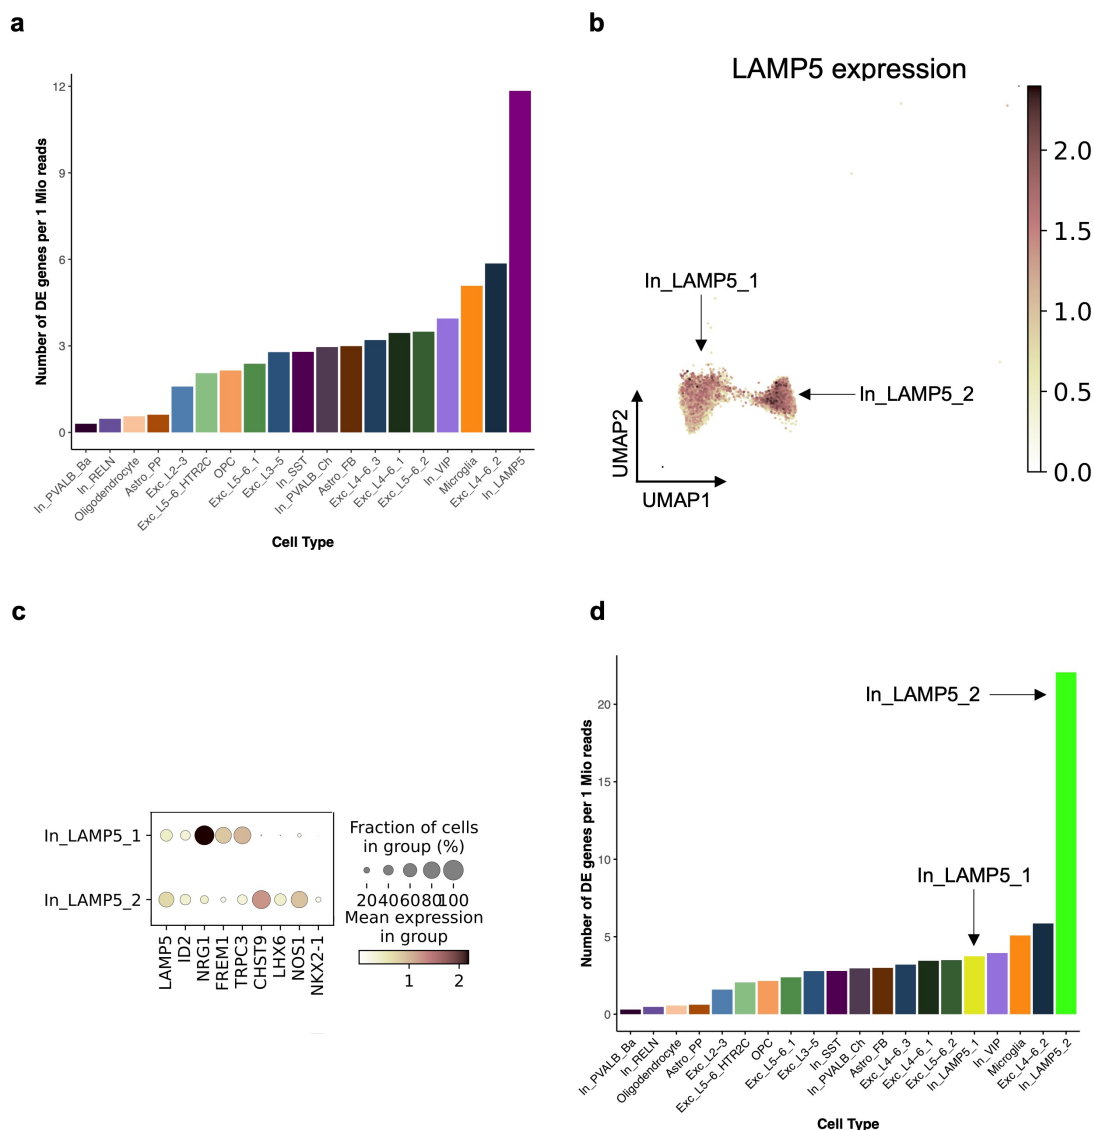 a
Number of DE genes per 1 Mio reads
12
9
6
3
0
In_PVALB_Ba
In_RELN
Oligodendrocyte
Astro_PP
Exc_L2−3
Exc_L5−6_HTR2C
OPC
Exc_L5−6_1
Exc_L3−5
In_SST
In_PVALB_Ch
Astro_FB
Exc_L4−6_3
Exc_L4−6_1
Exc_L5−6_2
In_VIP
Microglia
Exc_L4−6_2
In_LAMP5
Cell Type
b
LAMP5 expression
In_LAMP5_1
In_LAMP5_2
UMAP2
UMAP1
2.0
1.5
1.0
0.5
0.0
c
In_LAMP5_1
In_LAMP5_2
LAMP5
ID2
NRG1
FREM1
TRPC3
CHST9
LHX6
NOS1
NKX2-1
Fraction of cells
in group (%)
20 40 60 80 100
Mean expression
in group
1 2
d
Number of DE genes per 1 Mio reads
20
15
10
5
0
In_LAMP5_2
In_LAMP5_1
In_PVALB_Ba
In_RELN
Oligodendrocyte
Astro_PP
Exc_L2−3
Exc_L5−6_HTR2C
OPC
Exc_L5−6_1
Exc_L3−5
In_SST
In_PVALB_Ch
Astro_FB
Exc_L4−6_3
Exc_L4−6_1
Exc_L5−6_2
In_LAMP5_1
In_VIP
Microglia
Exc_L4−6_2
In_LAMP5_2
Cell Type